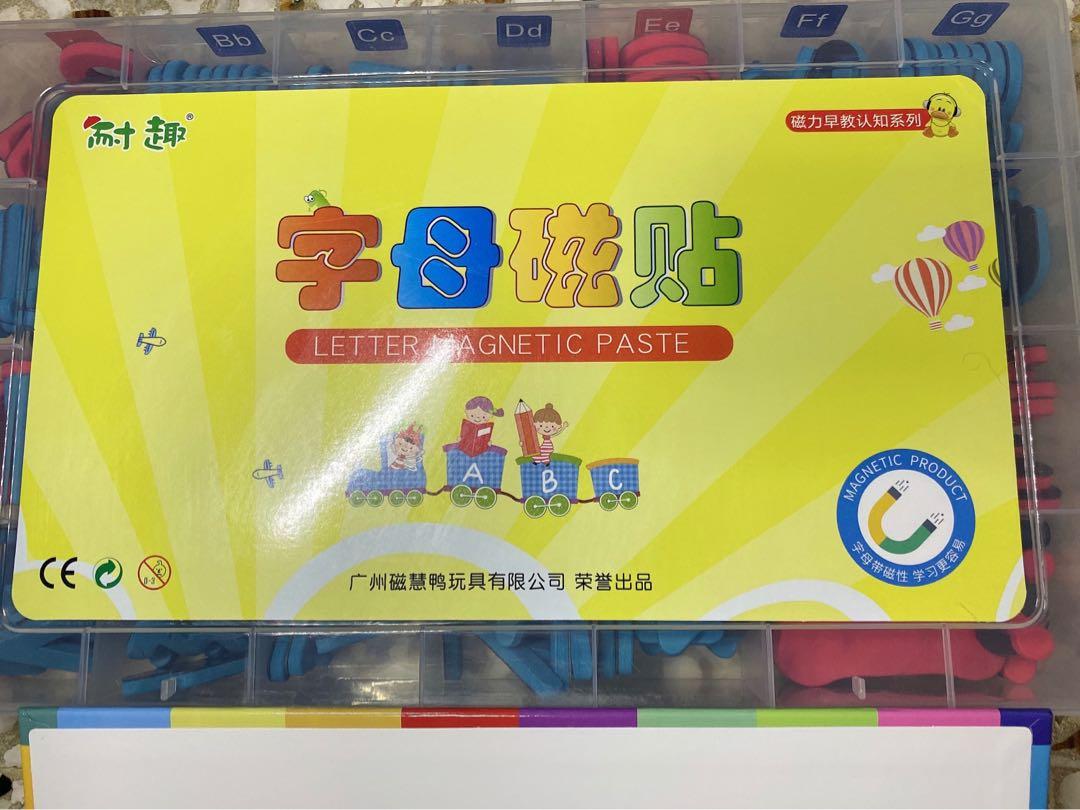 Bb
Cc
Dd
Ee
Ff
Gg
耐趣®
磁力早教认知系列
字母磁贴
LETTER MAGNETIC PASTE
A B C
MAGNETIC PRODUCT
字母带磁性 学习更容易
CE
0-3
广州磁慧鸭玩具有限公司 荣誉出品